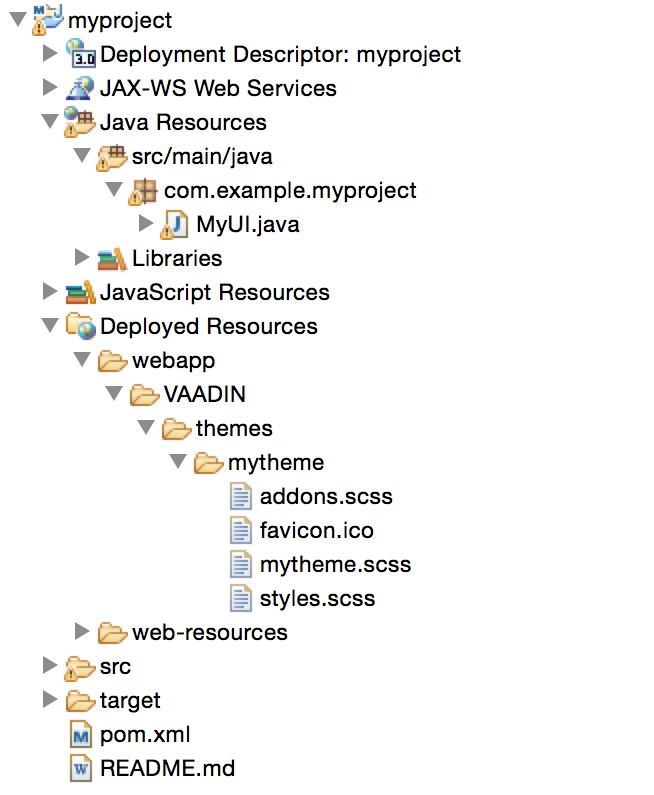 myproject
3.0 Deployment Descriptor: myproject
JAX-WS Web Services
Java Resources
src/main/java
com.example.myproject
J MyUI.java
Libraries
JavaScript Resources
Deployed Resources
webapp
VAADIN
themes
mytheme
addons.scss
favicon.ico
mytheme.scss
styles.scss
web-resources
src
target
M pom.xml
W README.md